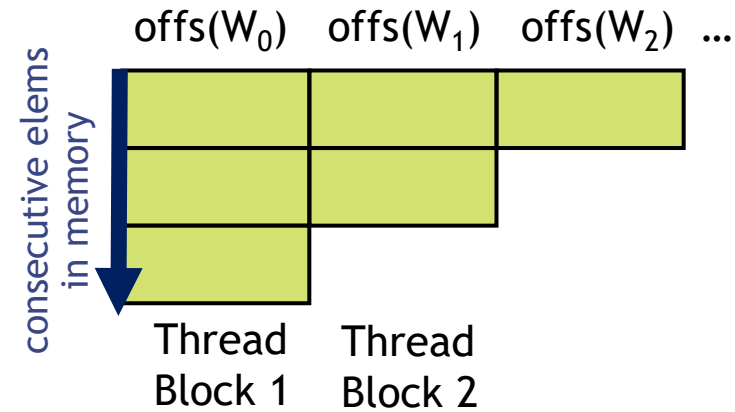 offs(W₀) offs(W₁) offs(W₂) ...
consecutive elems
in memory
Thread Thread
Block 1 Block 2